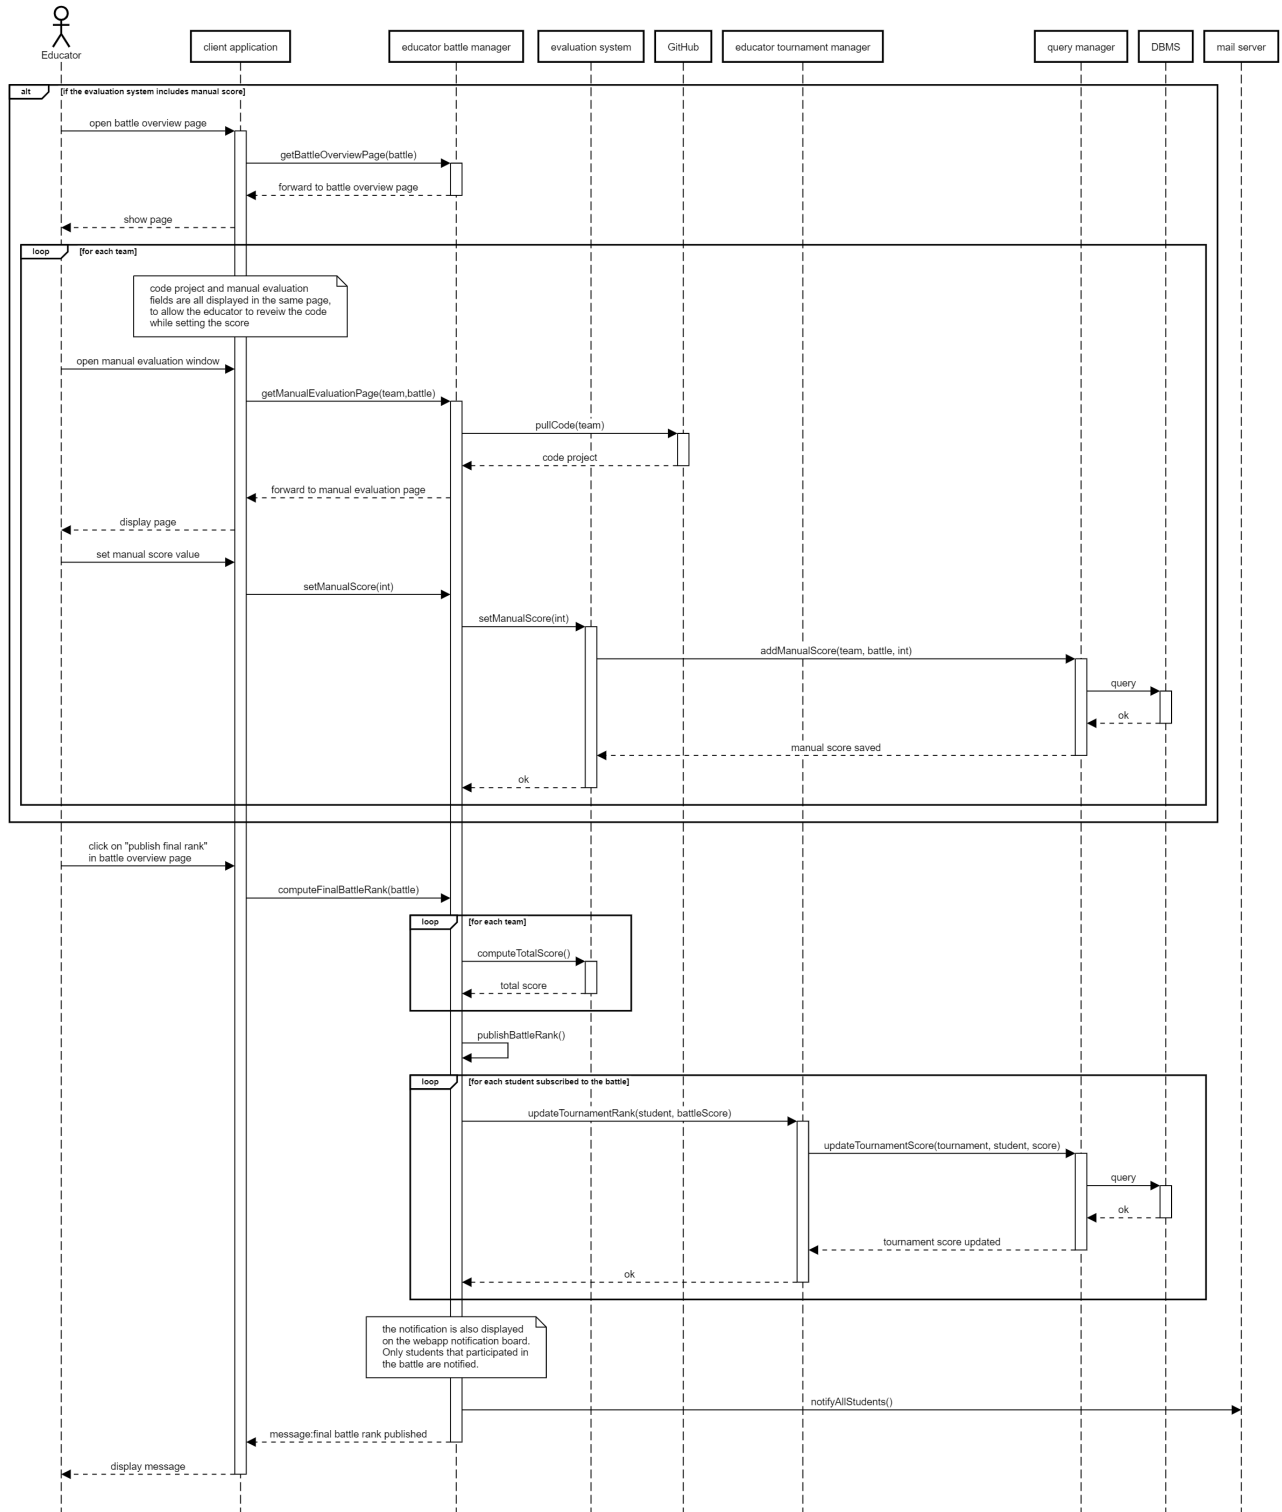 Educator
client application
educator battle manager
evaluation system
GitHub
educator tournament manager
query manager
DBMS
mail server
alt
[if the evaluation system includes manual score]
open battle overview page
getBattleOverviewPage(battle)
forward to battle overview page
show page
loop
[for each team]
code project and manual evaluation
fields are all displayed in the same page,
to allow the educator to reveiw the code
while setting the score
open manual evaluation window
getManualEvaluationPage(team,battle)
pullCode(team)
code project
forward to manual evaluation page
display page
set manual score value
setManualScore(int)
setManualScore(int)
addManualScore(team, battle, int)
query
ok
manual score saved
ok
click on "publish final rank"
in battle overview page
computeFinalBattleRank(battle)
loop
[for each team]
computeTotalScore()
total score
publishBattleRank()
loop
[for each student subscribed to the battle]
updateTournamentRank(student, battleScore)
updateTournamentScore(tournament, student, score)
query
ok
tournament score updated
ok
the notification is also displayed
on the webapp notification board.
Only students that participated in
the battle are notified.
notifyAllStudents()
message:final battle rank published
display message